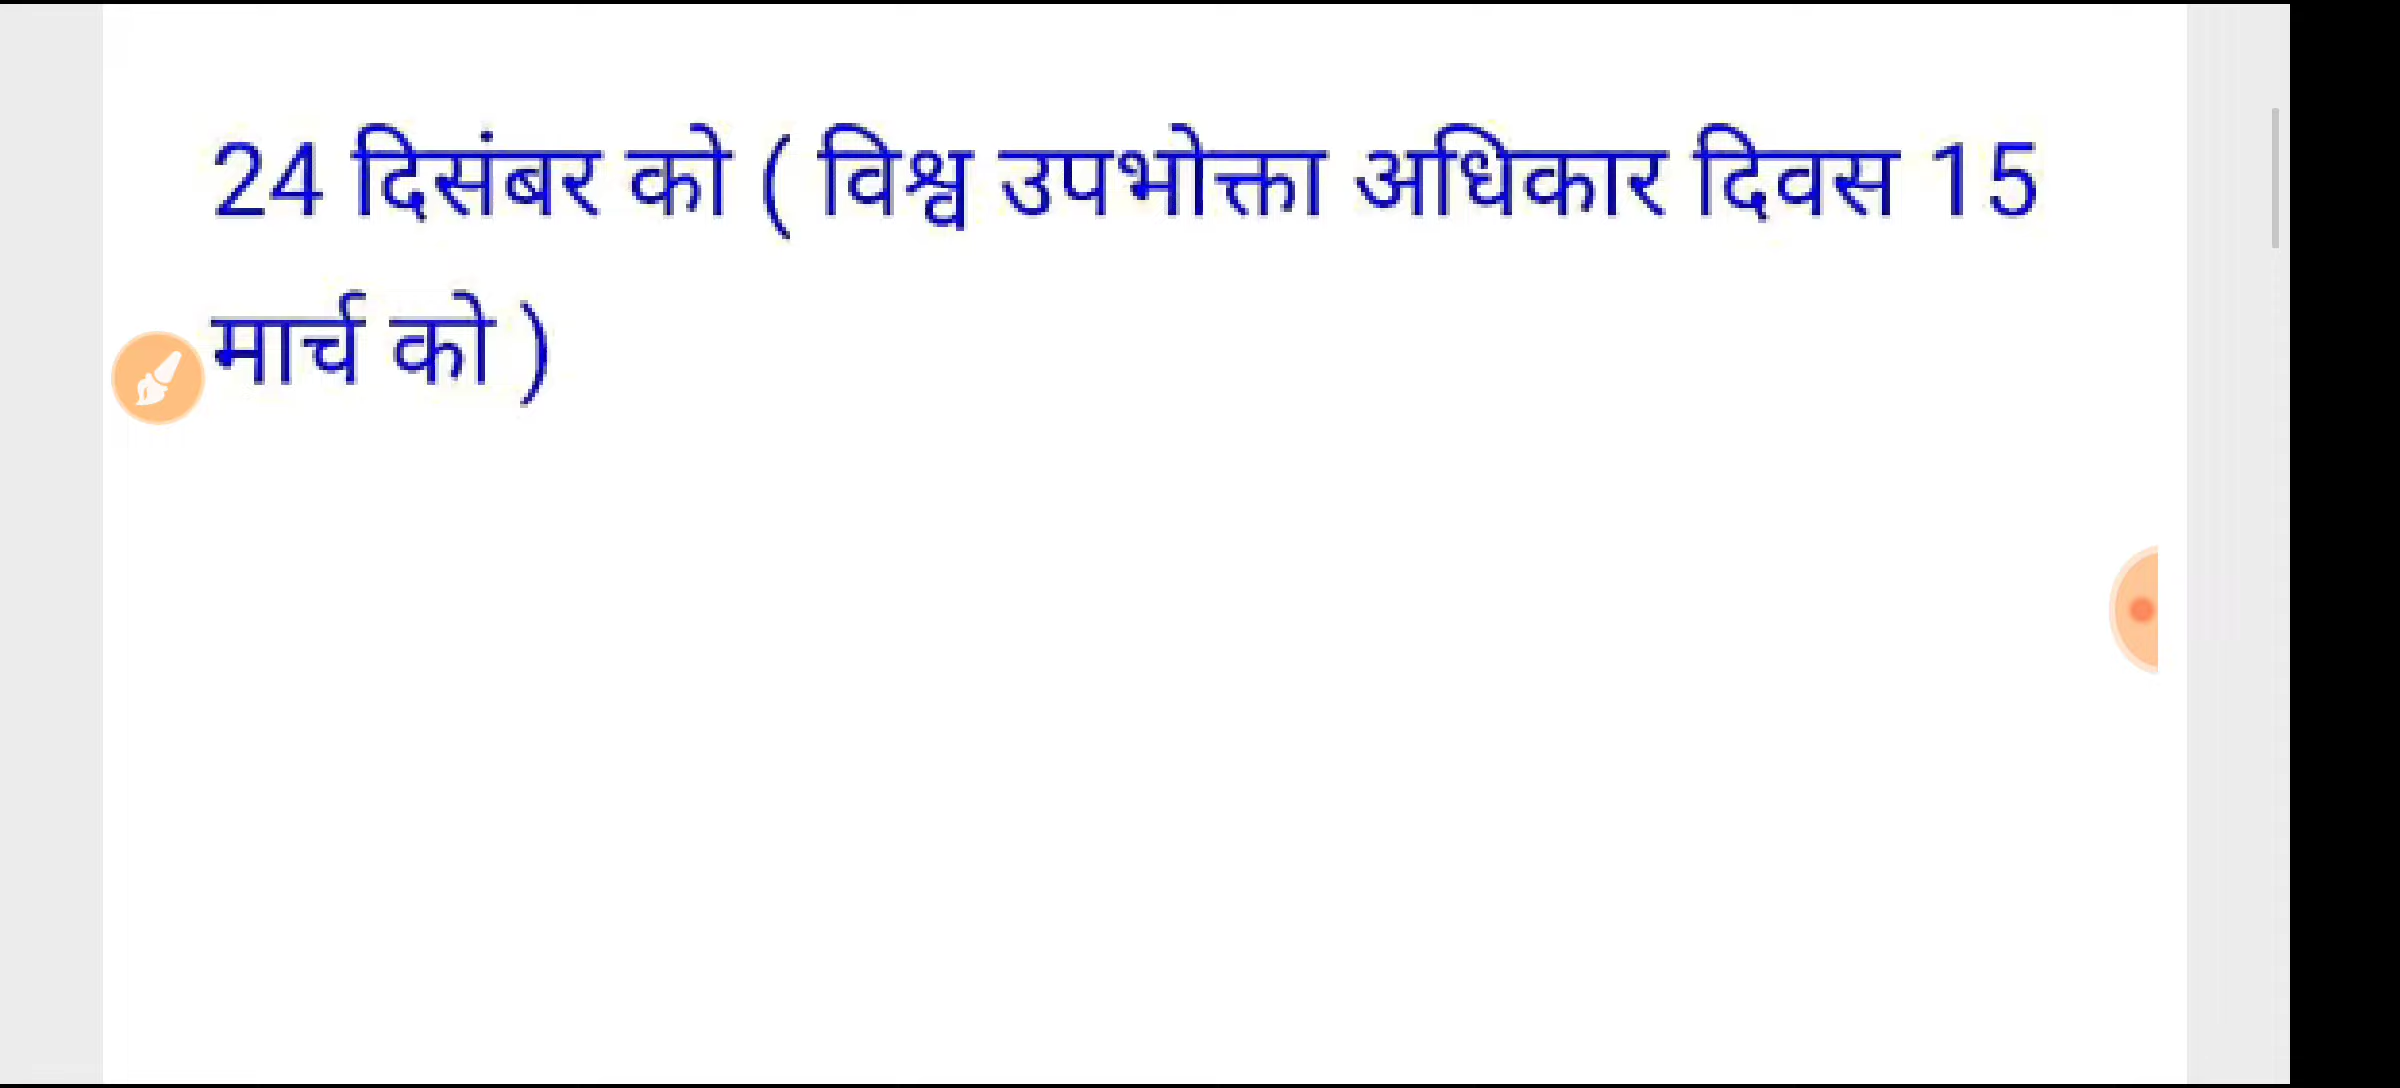 24 दिसंबर को ( विश्व उपभोक्ता अधिकार दिवस 15
मार्च को )